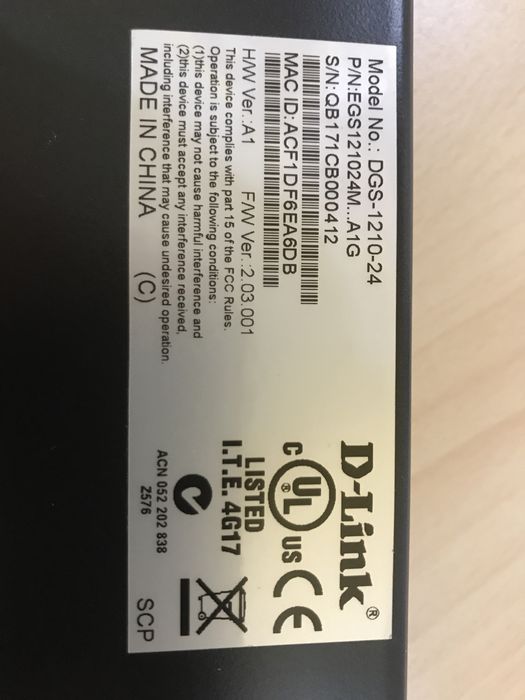 Model No.: DGS-1210-24
P/N:EGS121024M...A1G
S/N:QB171CB000412
MAC ID:ACF1DF6EA6DB
H/W Ver.:A1 F/W Ver.:2.03.001
This device complies with part 15 of the FCC Rules.
Operation is subject to the following conditions:
(1)this device may not cause harmful interference and
(2)this device must accept any interference received,
including interference that may cause undesired operation.
MADE IN CHINA (C)
D-Link®
C UL® US CE
LISTED
I.T.E. 4G17
ACN 052 202 838
Z576
SCP